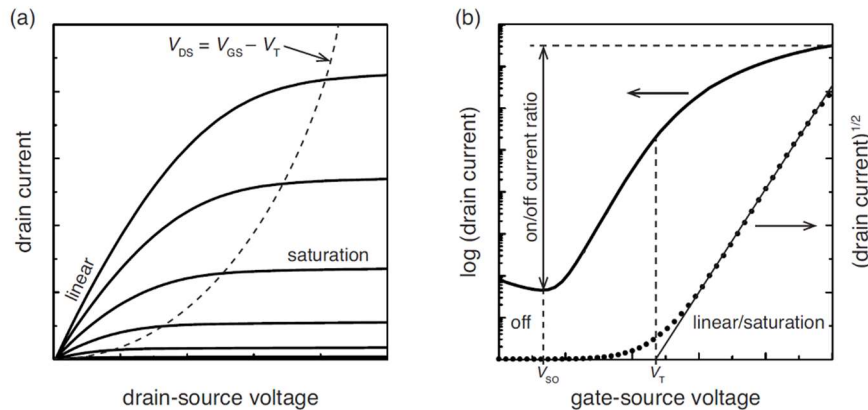 (a)
V_DS = V_GS − V_T
drain current
linear
saturation
drain-source voltage
(b)
log (drain current)
on/off current ratio
(drain current)^1/2
off
linear/saturation
V_SO
V_T
gate-source voltage